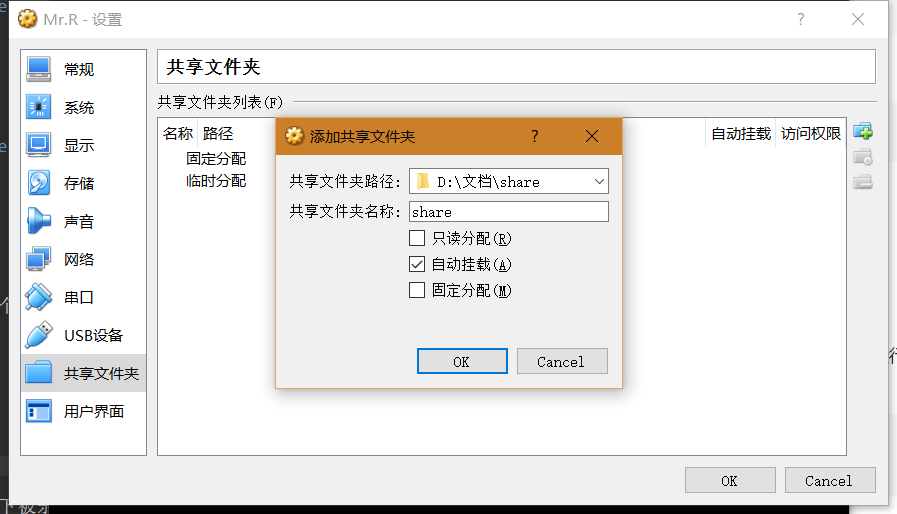 Mr.R - 设置
?
常规
系统
显示
存储
声音
网络
串口
USB设备
共享文件夹
用户界面
共享文件夹
共享文件夹列表(F)
名称 路径 自动挂载 访问权限
固定分配
临时分配
添加共享文件夹 ?
共享文件夹路径: D:\文档\share
共享文件夹名称: share
只读分配(R)
自动挂载(A)
固定分配(M)
OK Cancel
OK Cancel